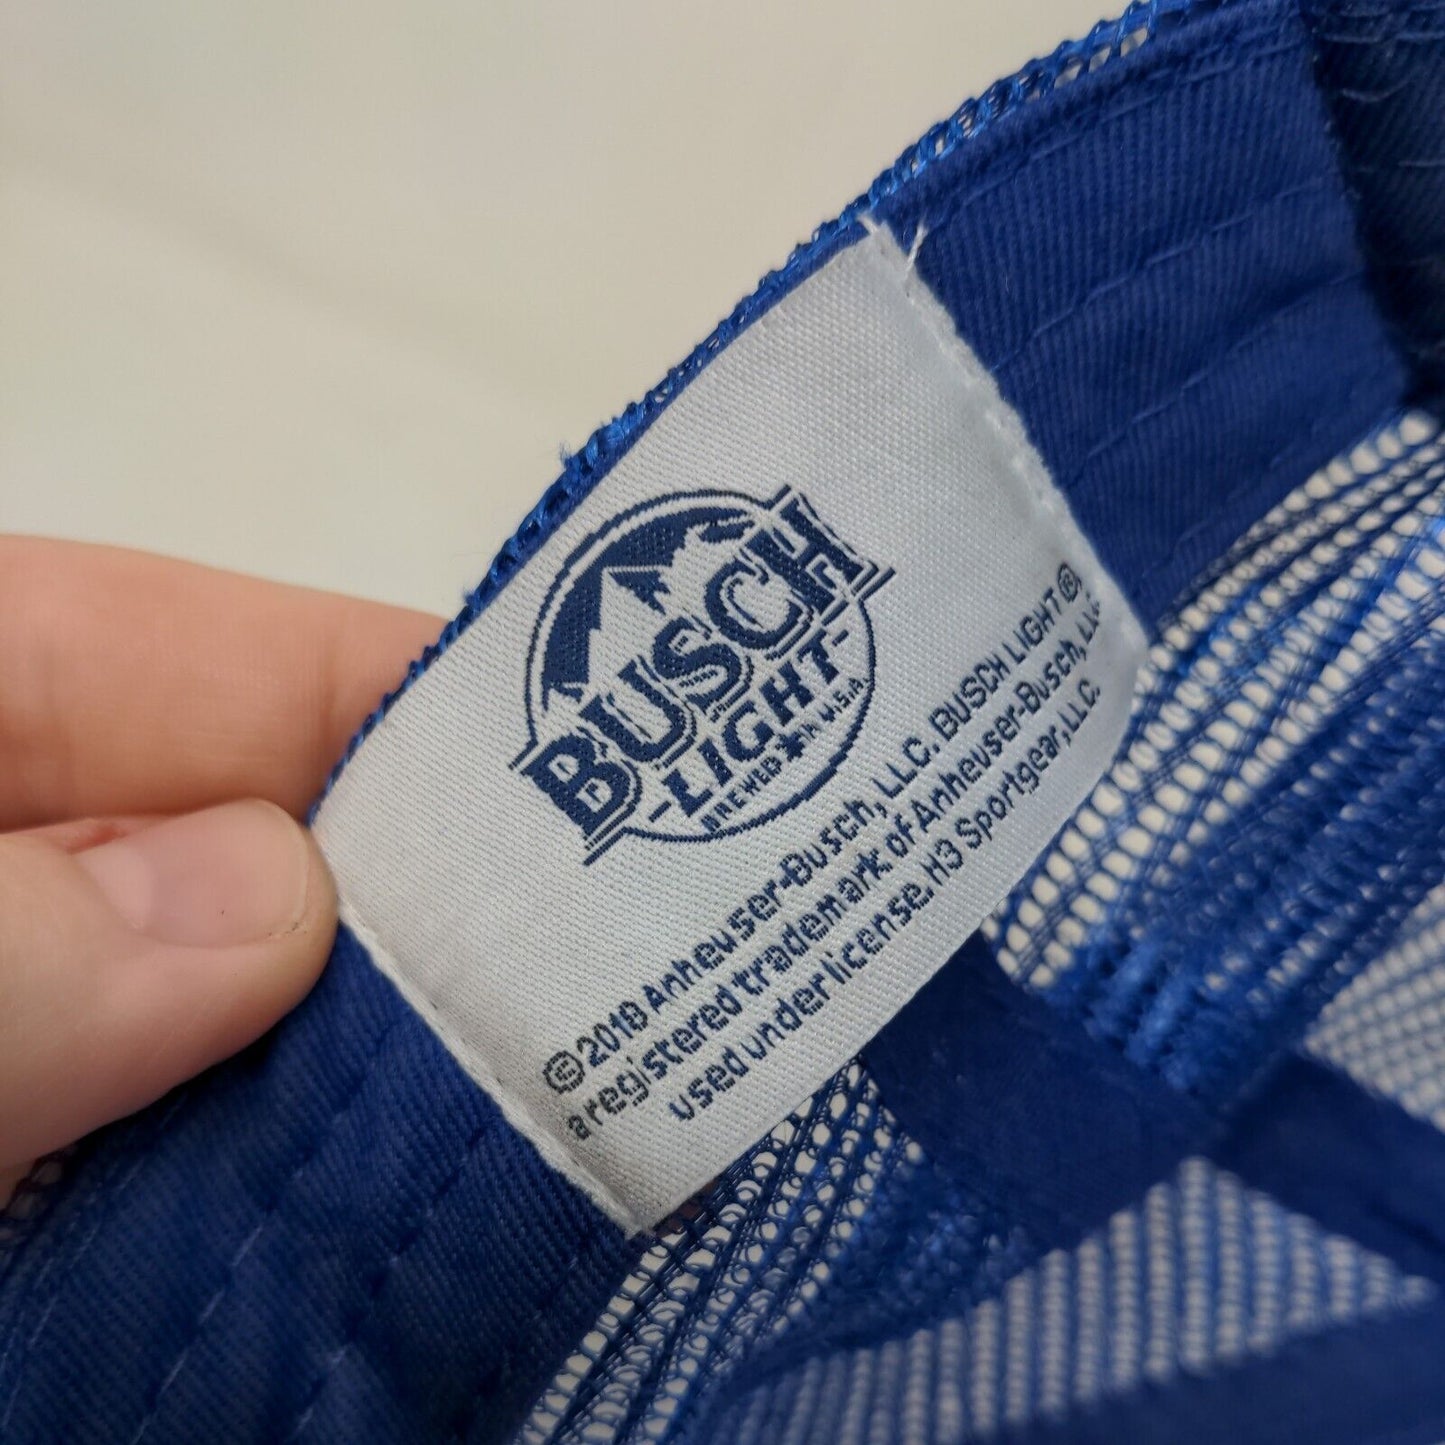 BUSCH
LIGHT
BREWED IN U.S.A.
©2018 Anheuser-Busch, LLC. BUSCH LIGHT®
a registered trademark of Anheuser-Busch, LLC
used under license. H3 Sportgear, LLC.